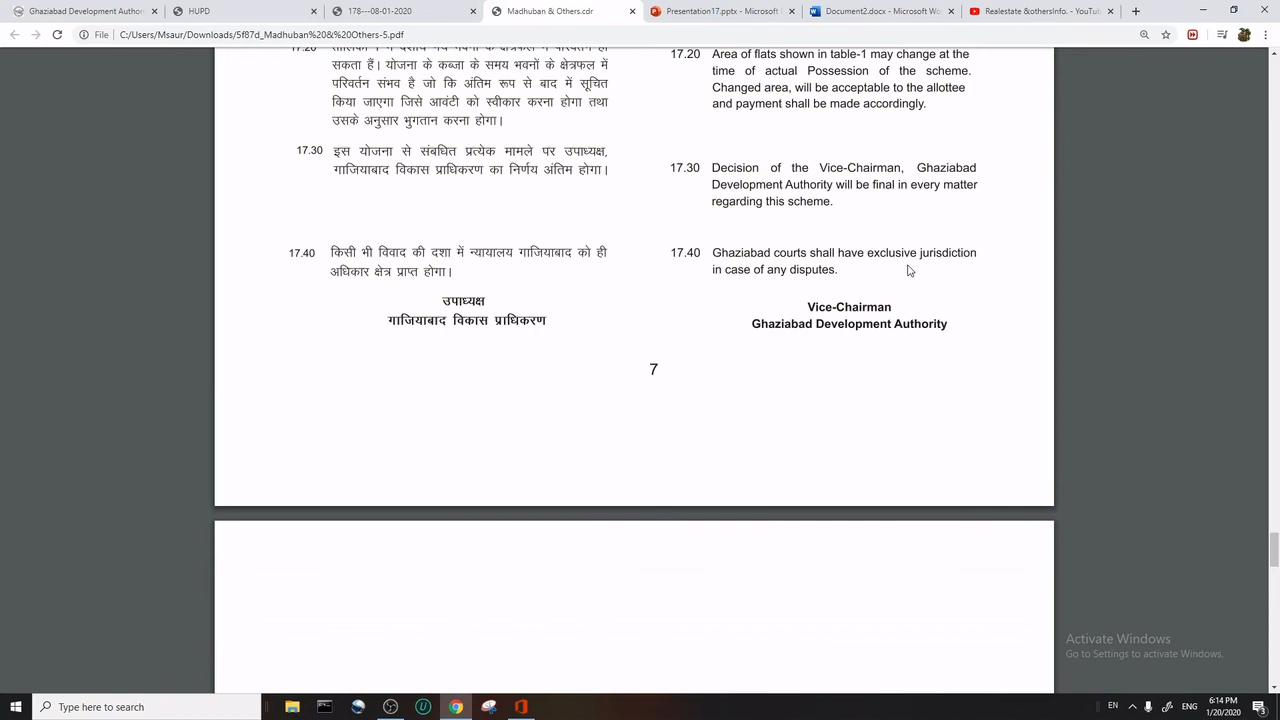 Ghaziabad Development Autho
HUPD
178----08-01-2020
Madhuban & Others.cdr
Presentation17.pptx - Microsoft
Document2.docx - Microsoft Wo
Realestate &othersInfo. - YouTu
File | C:/Users/Msaur/Downloads/5f87d_Madhuban%20&%20Others-5.pdf
17.20
सकता हैं। योजना के कब्जा के समय भवनों के क्षेत्रफल में
परिवर्तन संभव है जो कि अंतिम रूप से बाद में सूचित
किया जाएगा जिसे आवंटी को स्वीकार करना होगा तथा
उसके अनुसार भुगतान करना होगा।
17.30 इस योजना से संबधित प्रत्येक मामले पर उपाध्यक्ष,
गाजियाबाद विकास प्राधिकरण का निर्णय अंतिम होगा।
17.40 किसी भी विवाद की दशा में न्यायालय गाजियाबाद को ही
अधिकार क्षेत्र प्राप्त होगा।
उपाध्यक्ष
गाजियाबाद विकास प्राधिकरण
17.20 Area of flats shown in table-1 may change at the
time of actual Possession of the scheme.
Changed area, will be acceptable to the allottee
and payment shall be made accordingly.
17.30 Decision of the Vice-Chairman, Ghaziabad
Development Authority will be final in every matter
regarding this scheme.
17.40 Ghaziabad courts shall have exclusive jurisdiction
in case of any disputes.
Vice-Chairman
Ghaziabad Development Authority
7
Activate Windows
Go to Settings to activate Windows.
Type here to search
EN
ENG
6:14 PM
1/20/2020
3